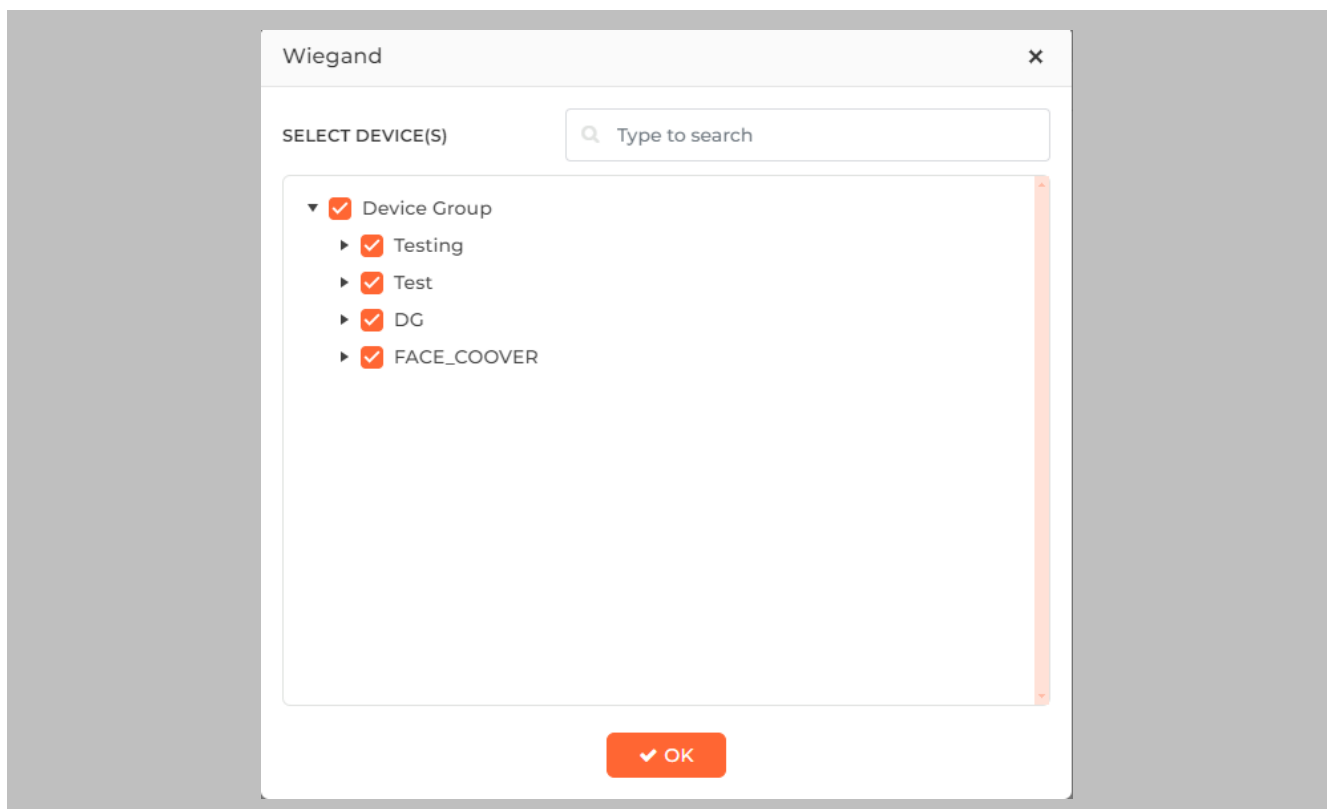 Wiegand
SELECT DEVICE(S) Type to search
Device Group
Testing
Test
DG
FACE_COOVER
OK